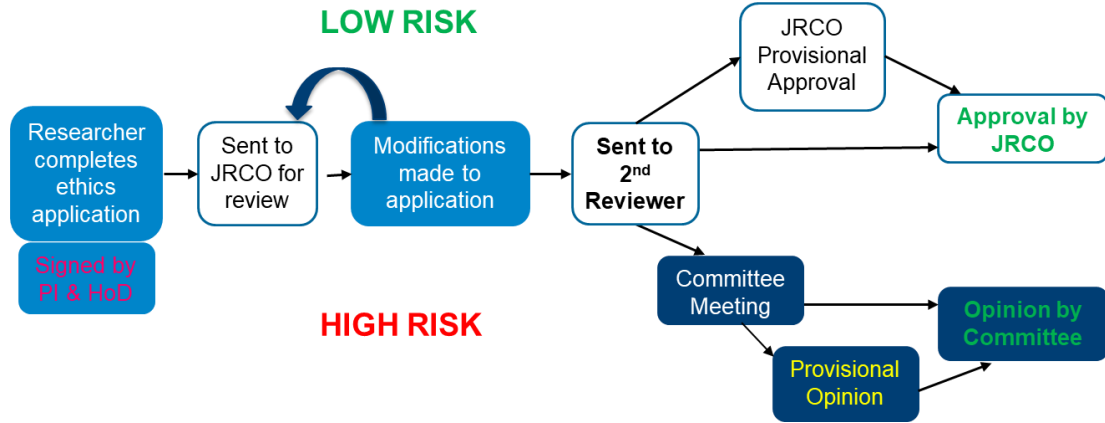 LOW RISK
Researcher
completes
ethics
application
Signed by
PI & HoD
Sent to
JRCO for
review
Modifications
made to
application
Sent to
2nd
Reviewer
JRCO
Provisional
Approval
Approval by
JRCO
HIGH RISK
Committee
Meeting
Provisional
Opinion
Opinion by
Committee